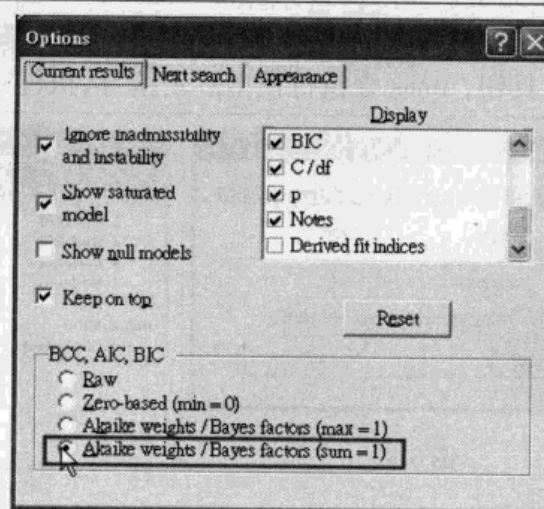 Options
Current results
Next search
Appearance
Display
Ignore inadmissibility
and instability
Show saturated
model
Show null models
Keep on top
BIC
C / df
p
Notes
Derived fit indices
Reset
BCC, AIC, BIC
Raw
Zero-based (min = 0)
Akaike weights / Bayes factors (max = 1)
Akaike weights / Bayes factors (sum = 1)